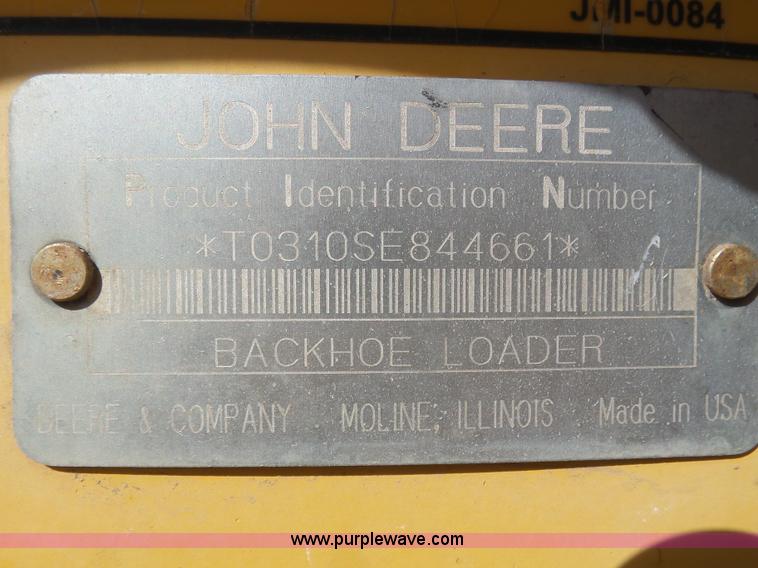 JMI-0084
JOHN DEERE
Product Identification Number
*T0310SE844661*
BACKHOE LOADER
DEERE & COMPANY MOLINE, ILLINOIS Made in USA
www.purplewave.com